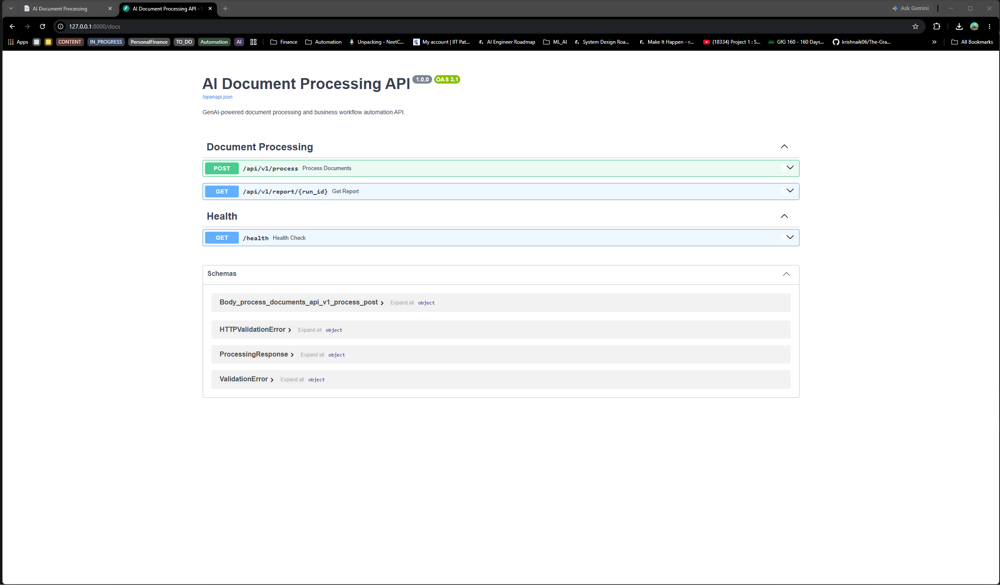 AI Document Processing
AI Document Processing API - S
Ask Gemini
127.0.0.1:8000/docs
Apps
CONTENT
IN_PROGRESS
PersonalFinance
TO_DO
Automation
AI
Finance
Automation
Unpacking - NeetC...
My account | IIT Pat...
AI Engineer Roadmap
ML_AI
System Design Roa...
Make It Happen - r...
(18334) Project 1 : S...
GfG 160 - 160 Days...
krishnaik06/The-Gra...
All Bookmarks
AI Document Processing API 1.0.0 OAS 3.1
/openapi.json
GenAI-powered document processing and business workflow automation API.
Document Processing
POST /api/v1/process Process Documents
GET /api/v1/report/{run_id} Get Report
Health
GET /health Health Check
Schemas
Body_process_documents_api_v1_process_post Expand all object
HTTPValidationError Expand all object
ProcessingResponse Expand all object
ValidationError Expand all object